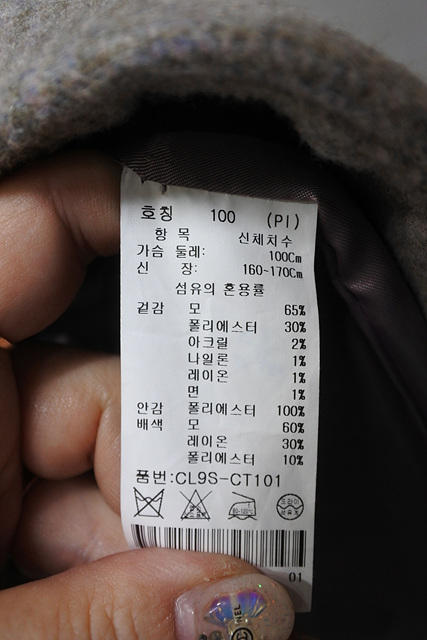 호칭 100 (PI)
항 목 신체치수
가슴 둘레: 100Cm
신 장: 160-170Cm
섬유의 혼용률
겉감 모 65%
폴리에스터 30%
아크릴 2%
나일론 1%
레이온 1%
면 1%
안감 폴리에스터 100%
배색 모 60%
레이온 30%
폴리에스터 10%
품번:CL9S-CT101
드라이
01